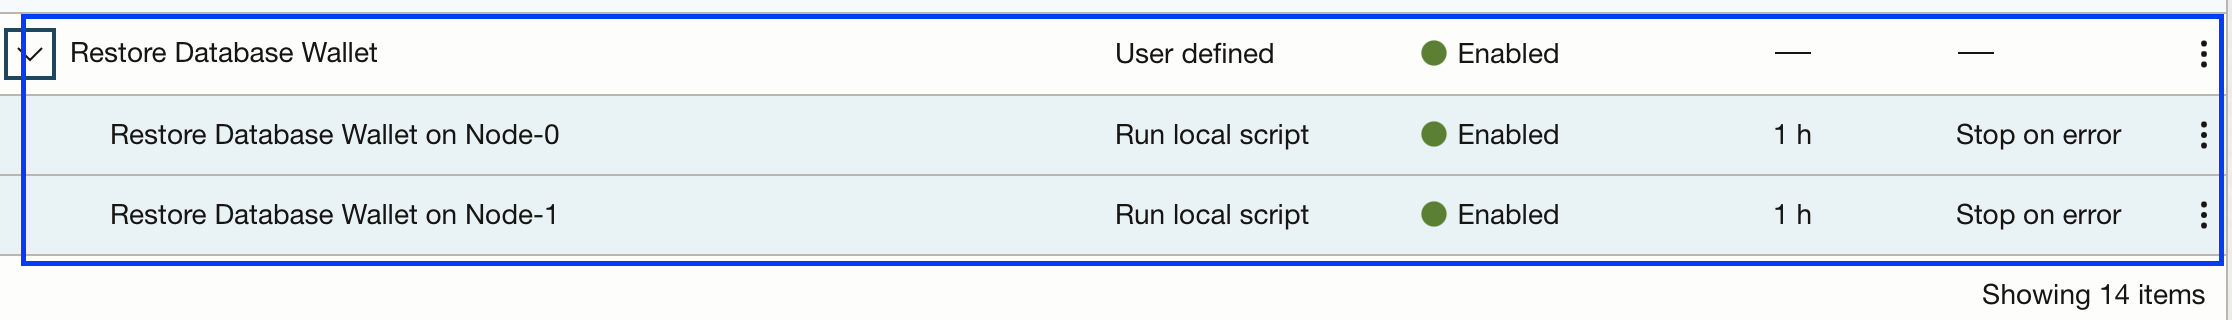 Restore Database Wallet User defined Enabled — —
Restore Database Wallet on Node-0 Run local script Enabled 1 h Stop on error
Restore Database Wallet on Node-1 Run local script Enabled 1 h Stop on error
Showing 14 items